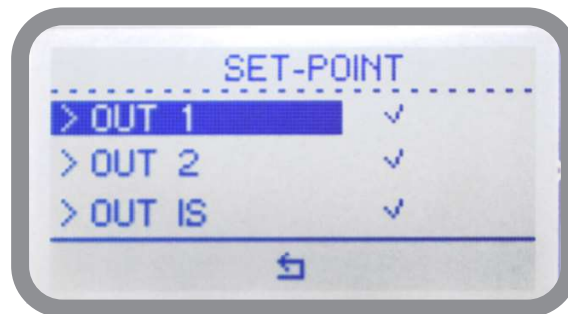 SET-POINT
> OUT 1 ✓
> OUT 2 ✓
> OUT IS ✓